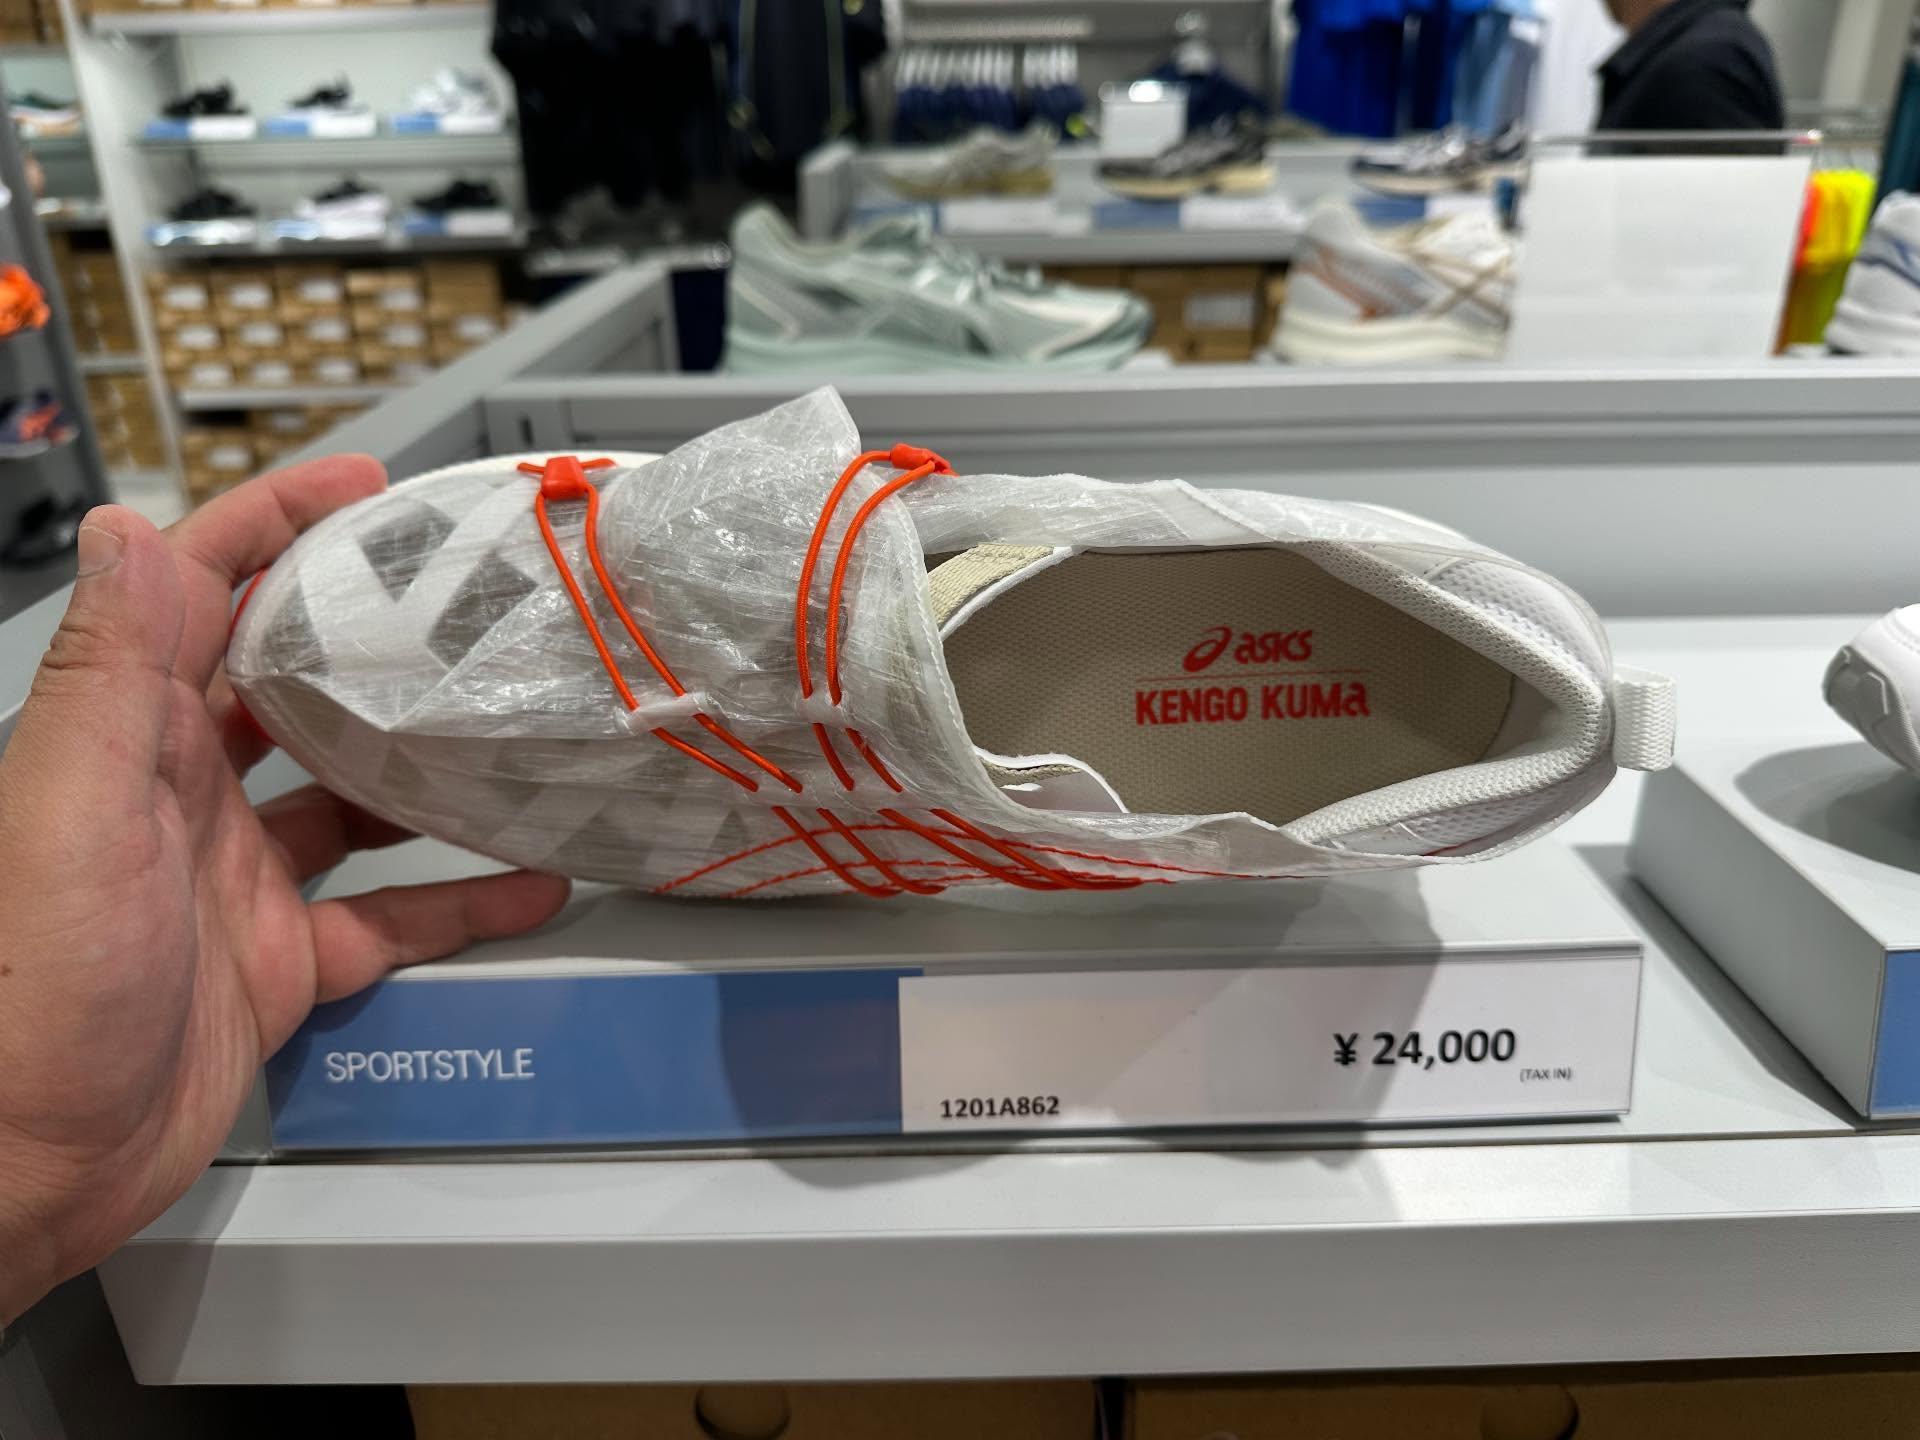 asics
KENGO KUMa
SPORTSTYLE
¥ 24,000
(TAX IN)
1201A862